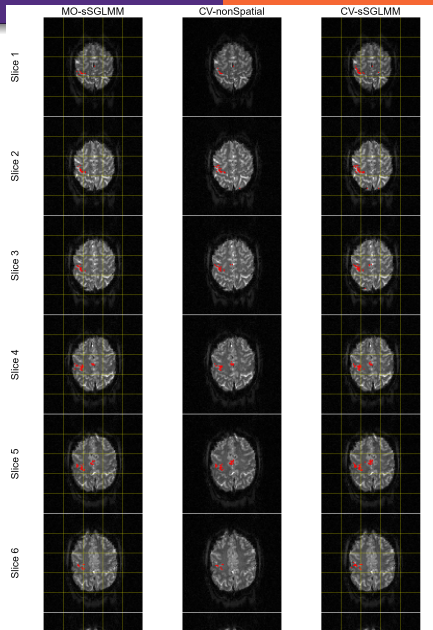 MO-sSGLMM CV-nonSpatial CV-sSGLMM
Slice 1
Slice 2
Slice 3
Slice 4
Slice 5
Slice 6